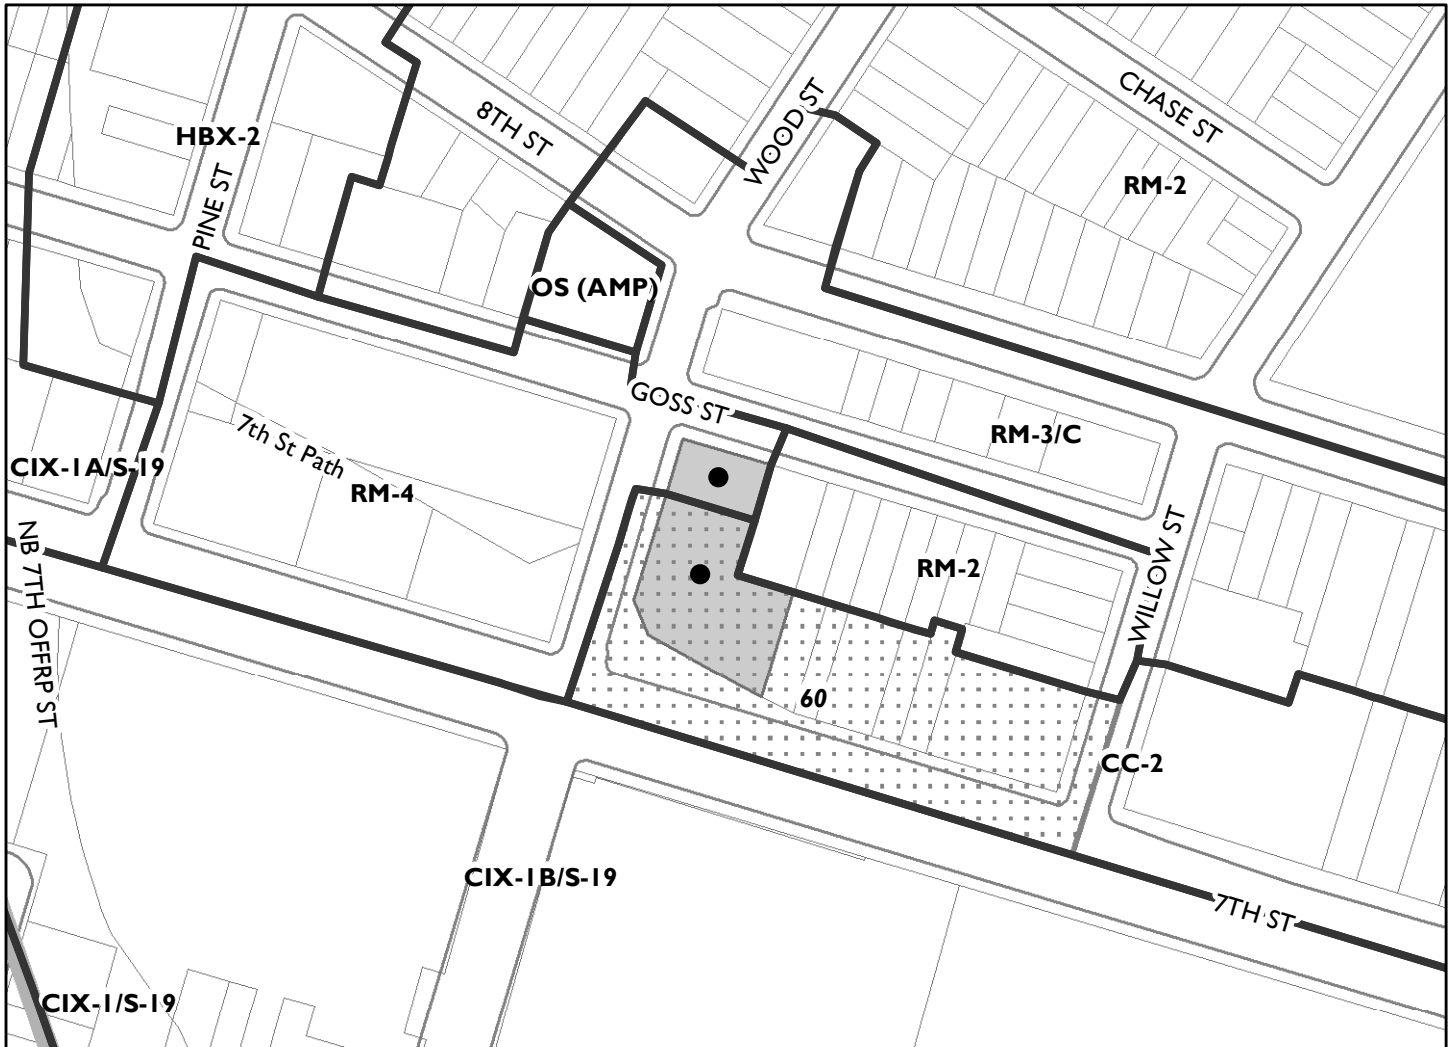 CHASE ST
8TH ST
WOOD ST
HBX-2
RM-2
PINE ST
OS (AMP)
GOSS ST
RM-3/C
7th St Path
CIX-1A/S-19
RM-4
NB 7TH OFFRP ST
RM-2
WILLOW ST
60
CC-2
CIX-1B/S-19
7TH ST
CIX-1/S-19